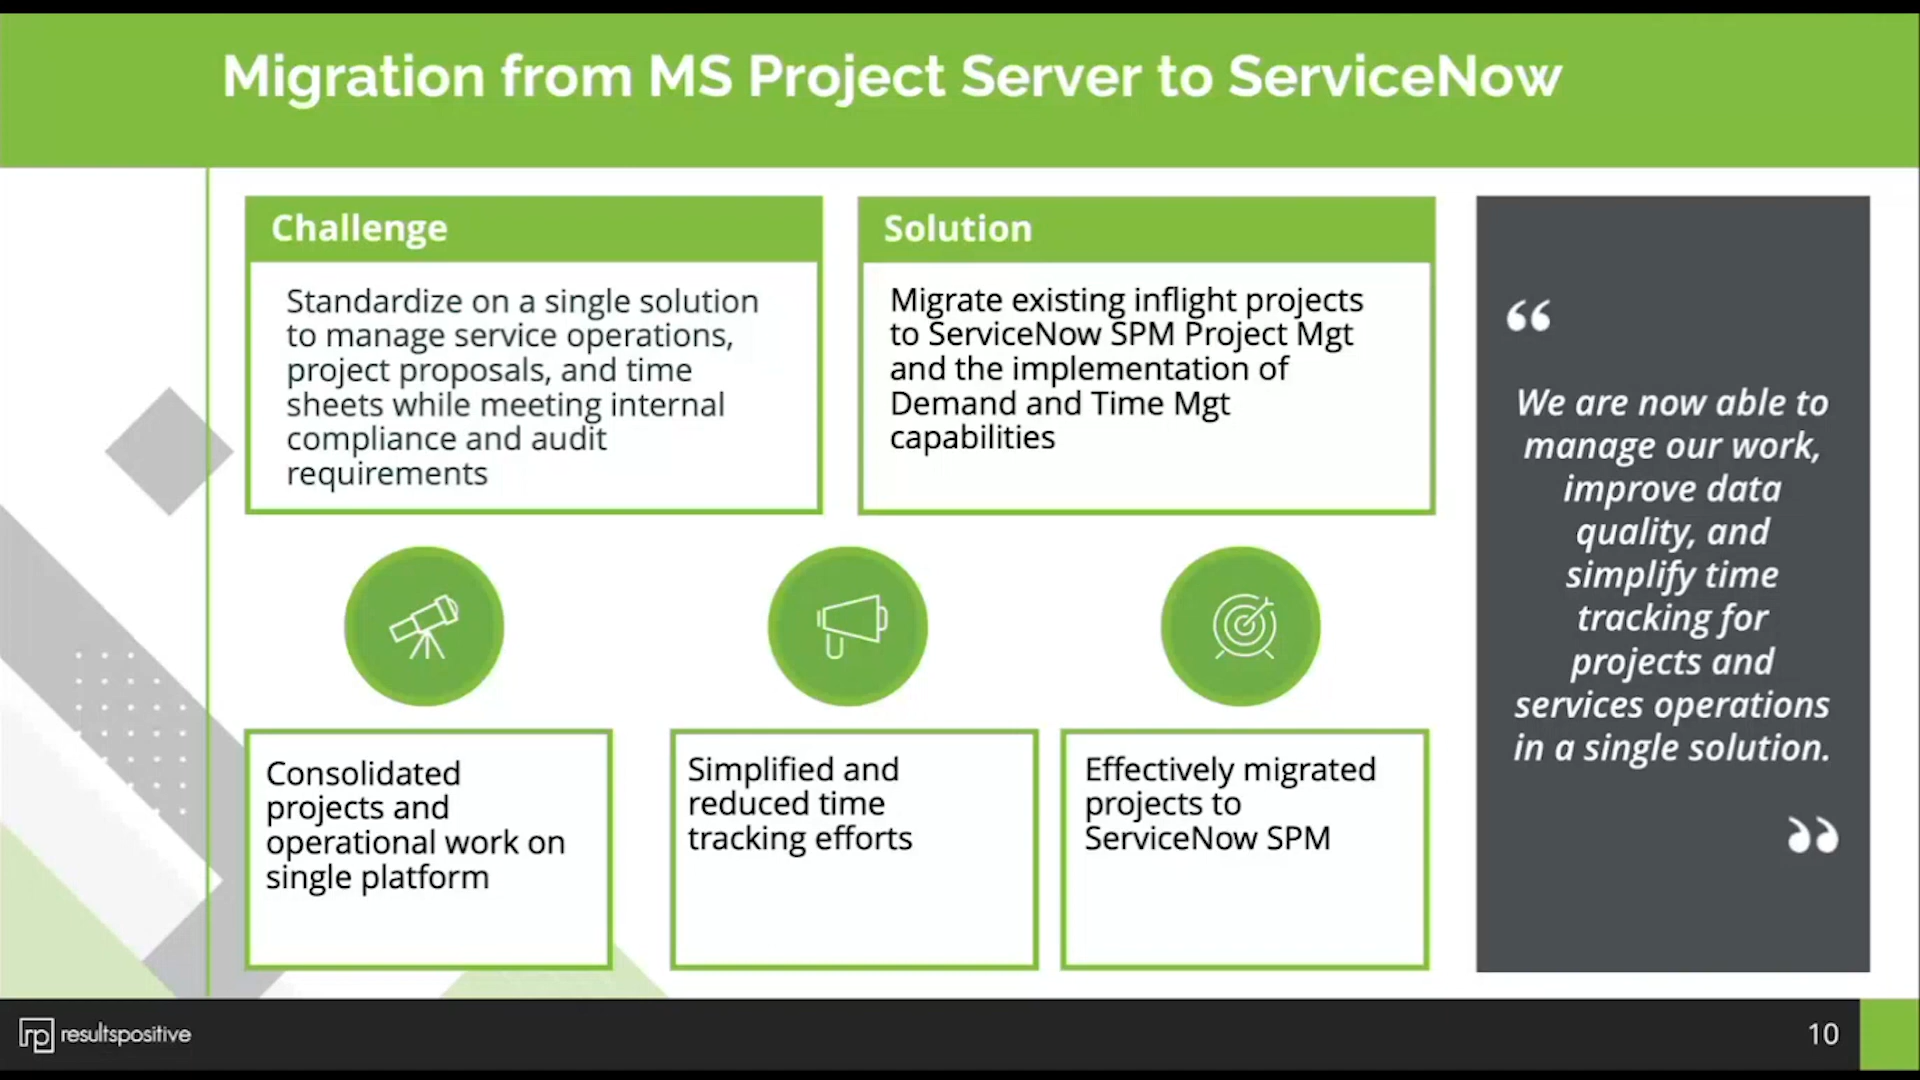 Migration from MS Project Server to ServiceNow
Challenge
Standardize on a single solution
to manage service operations,
project proposals, and time
sheets while meeting internal
compliance and audit
requirements
Solution
Migrate existing inflight projects
to ServiceNow SPM Project Mgt
and the implementation of
Demand and Time Mgt
capabilities
Consolidated
projects and
operational work on
single platform
Simplified and
reduced time
tracking efforts
Effectively migrated
projects to
ServiceNow SPM
“
We are now able to
manage our work,
improve data
quality, and
simplify time
tracking for
projects and
services operations
in a single solution.
”
rp resultspositive
10